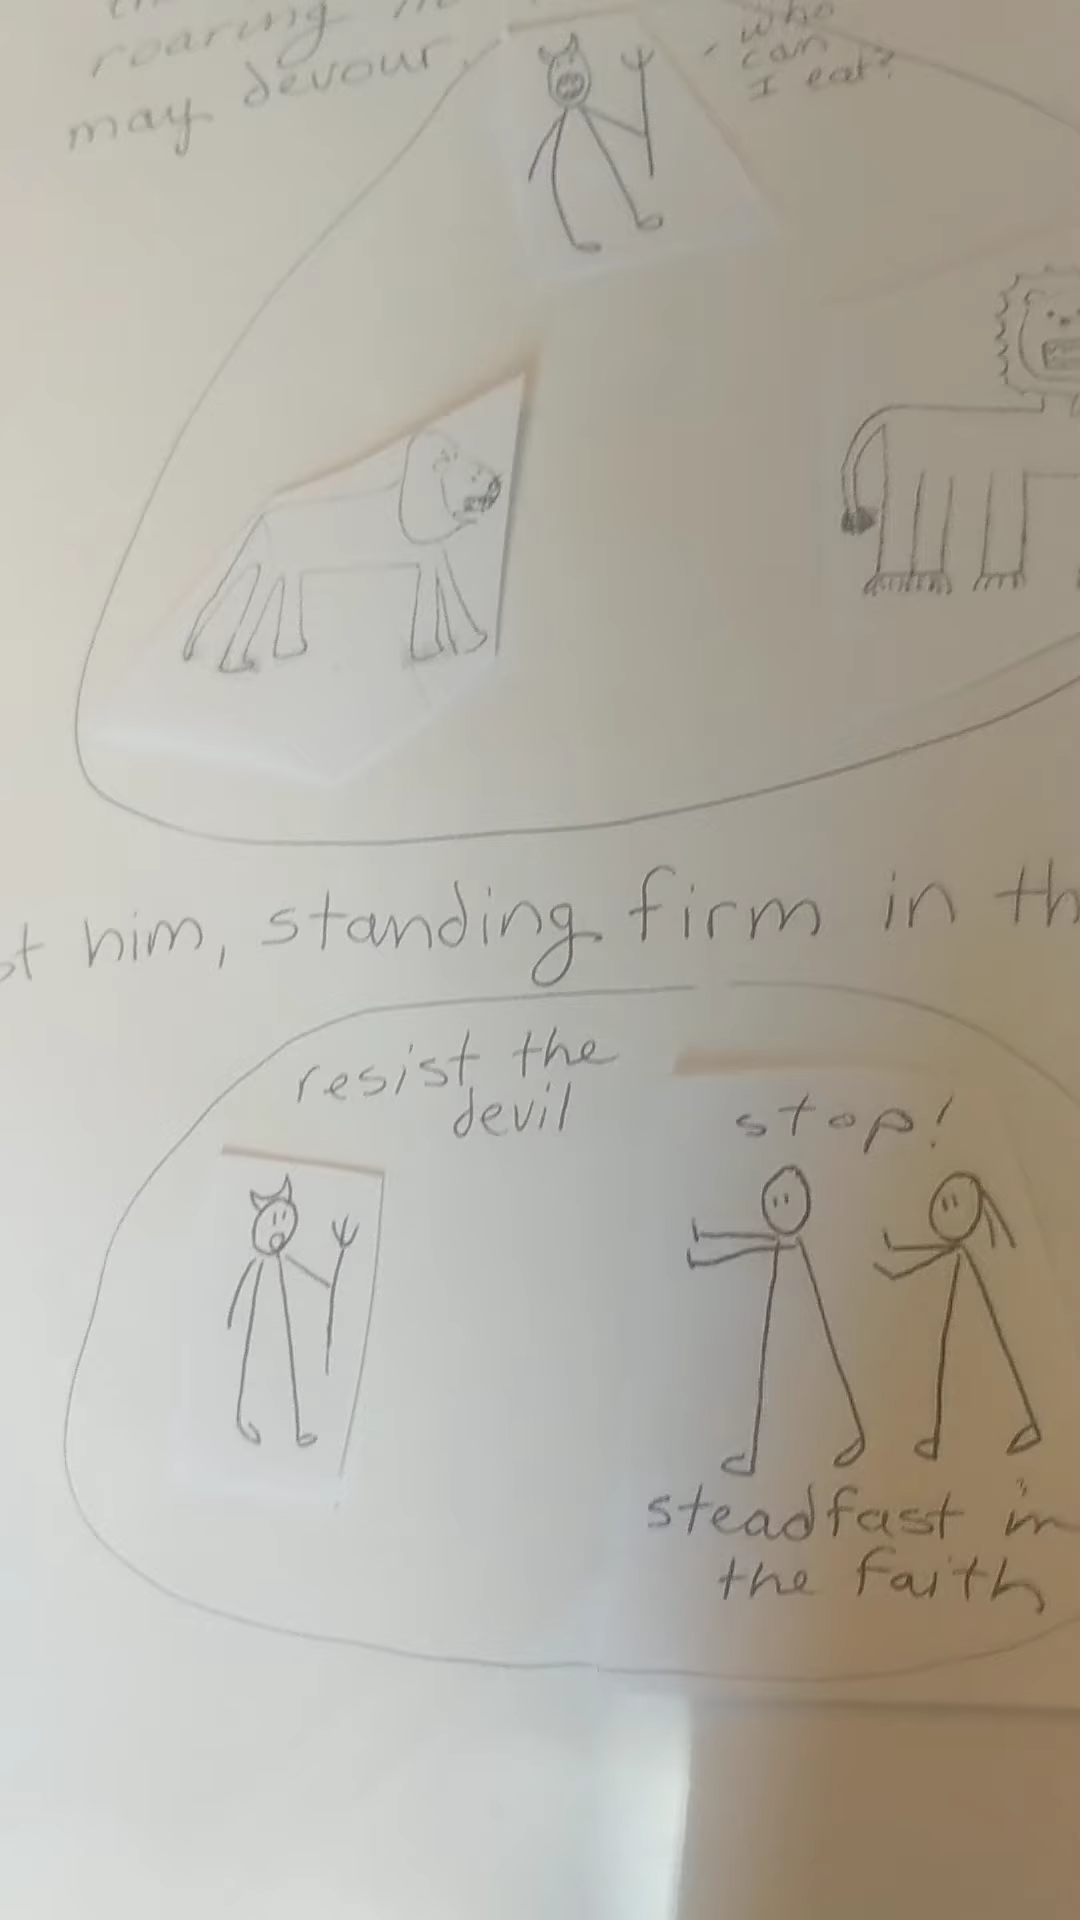 roaring in
may devour.
who
can
I eat?
him, standing firm in th
resist the
devil
stop!
steadfast in
the faith